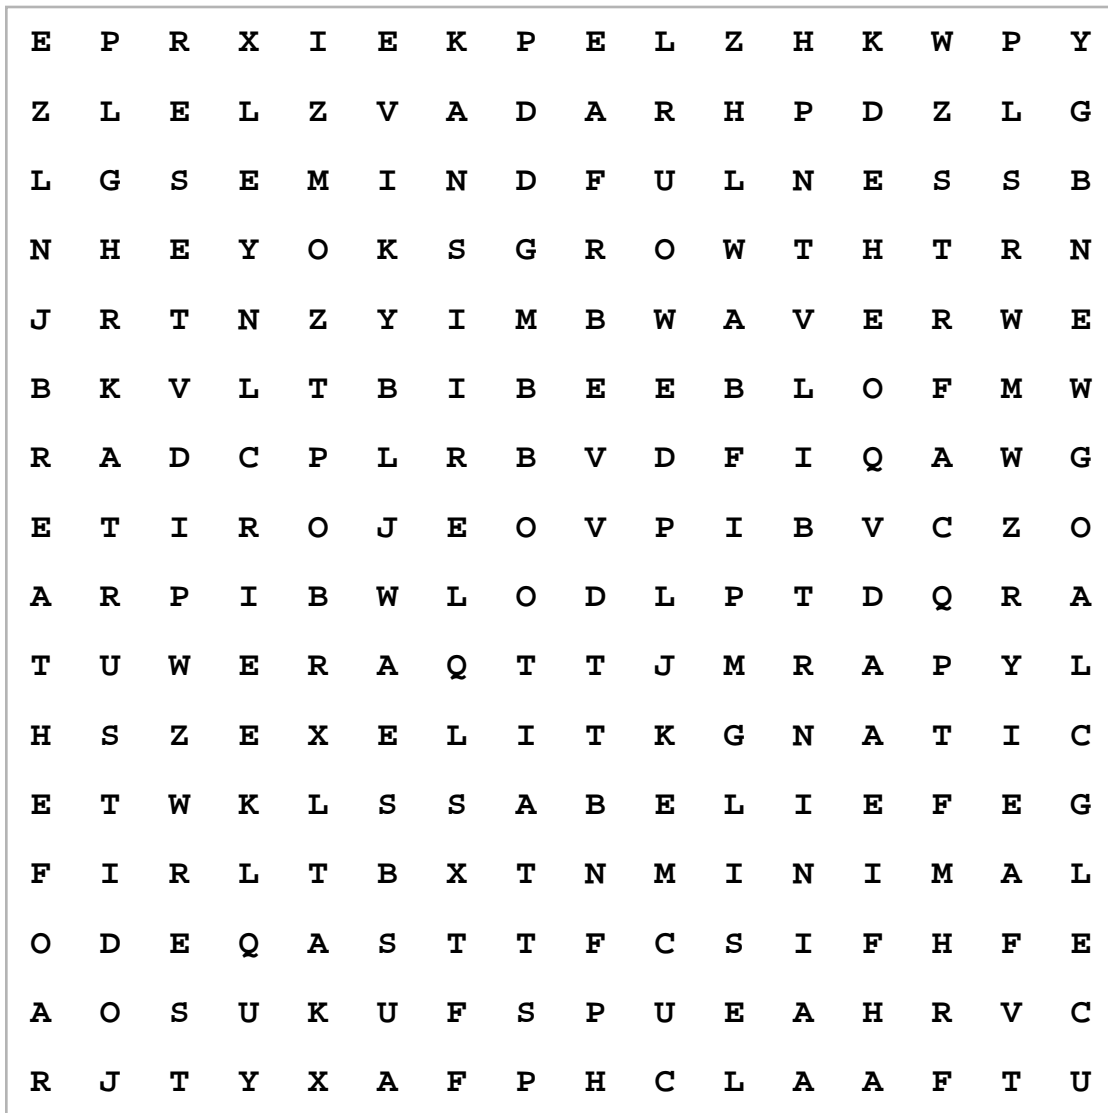 E P R X I E K P E L Z H K W P Y
Z L E L Z V A D A R H P D Z L G
L G S E M I N D F U L N E S S B
N H E Y O K S G R O W T H T R N
J R T N Z Y I M B W A V E R W E
B K V L T B I B E E B L O F M W
R A D C P L R B V D F I Q A W G
E T I R O J E O V P I B V C Z O
A R P I B W L O D L P T D Q R A
T U W E R A Q T T J M R A P Y L
H S Z E X E L I T K G N A T I C
E T W K L S S A B E L I E F E G
F I R L T B X T N M I N I M A L
O D E Q A S T T F C S I F H F E
A O S U K U F S P U E A H R V C
R J T Y X A F P H C L A A F T U